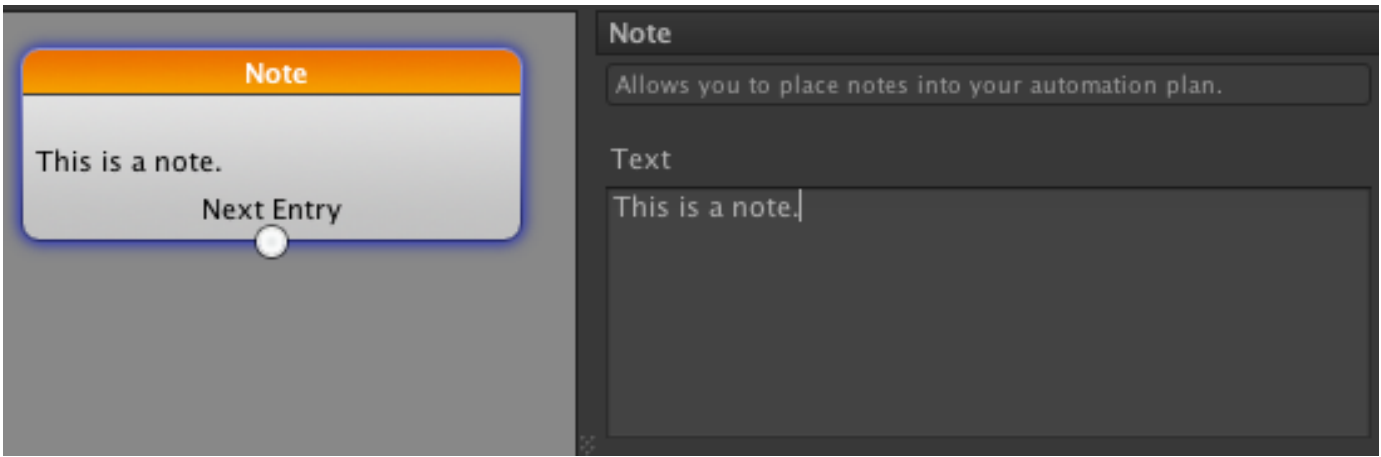 Note
This is a note.
Next Entry
Note
Allows you to place notes into your automation plan.
Text
This is a note.